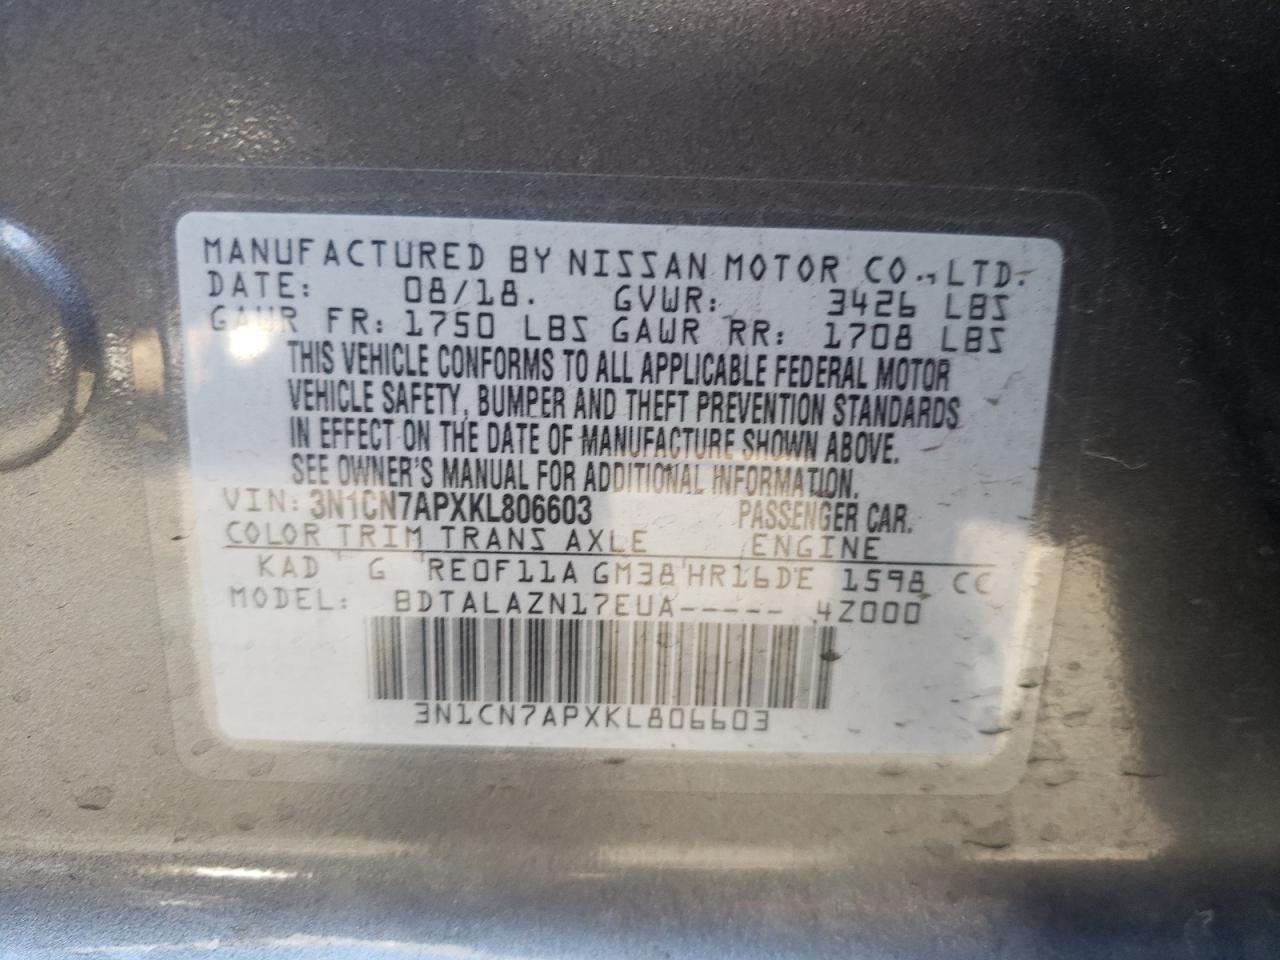 MANUFACTURED BY NISSAN MOTOR CO., LTD.
DATE: 08/18. GVWR: 3426 LBS
GAWR FR: 1750 LBS GAWR RR: 1708 LBS
THIS VEHICLE CONFORMS TO ALL APPLICABLE FEDERAL MOTOR
VEHICLE SAFETY, BUMPER AND THEFT PREVENTION STANDARDS
IN EFFECT ON THE DATE OF MANUFACTURE SHOWN ABOVE.
SEE OWNER'S MANUAL FOR ADDITIONAL INFORMATION.
VIN: 3N1CN7APXKL806603 PASSENGER CAR.
COLOR TRIM TRANS AXLE ENGINE
KAD G RE0F11A GM38 HR16DE 1598 CC
MODEL: BDTALAZN17EUA----- 4Z000
3N1CN7APXKL806603